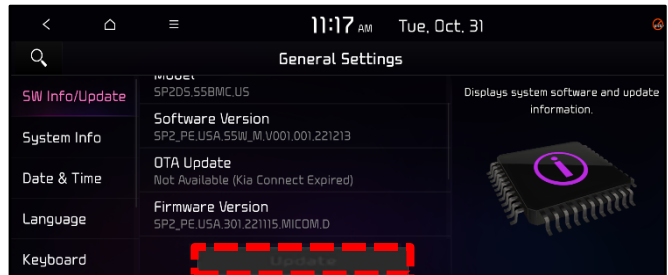 11:17 AM Tue, Oct. 31
General Settings
SW Info/Update
System Info
Date & Time
Language
Keyboard
Model
SP2DS.S5BMC.US
Software Version
SP2_PE.USA.S5W_M.V001.001.221213
OTA Update
Not Available (Kia Connect Expired)
Firmware Version
SP2_PE.USA.301.221115.MICOM.D
Update
Displays system software and update
information.